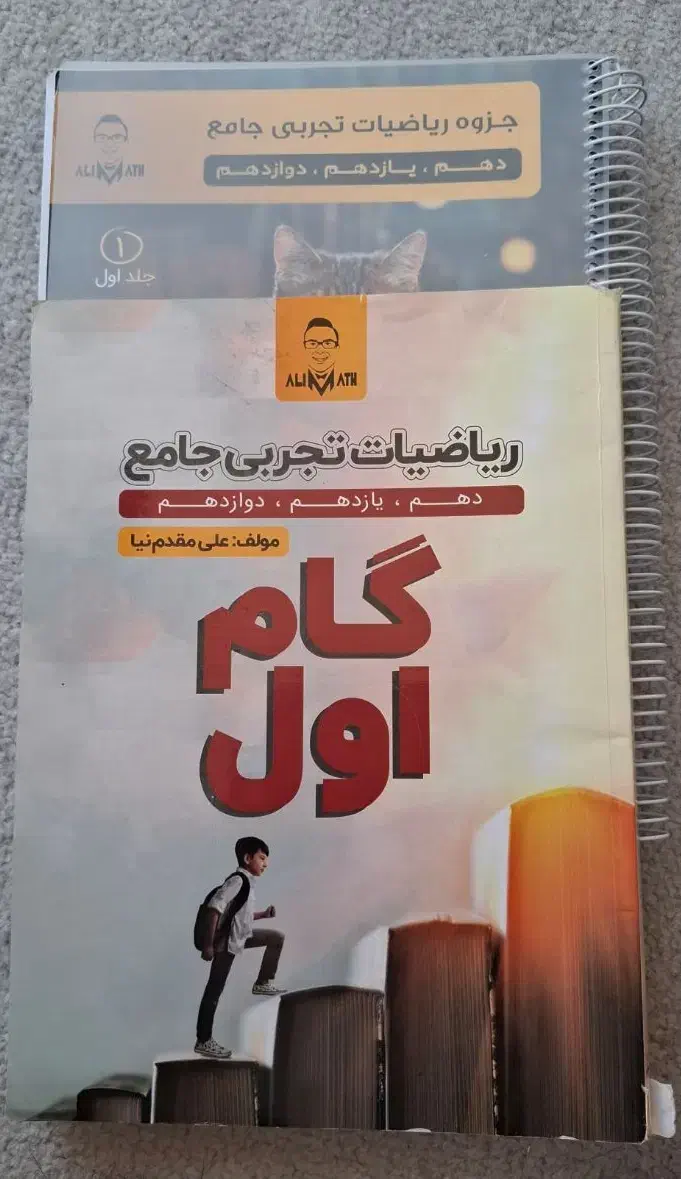 جزوه ریاضیات تجربی جامع
دهم ، یازدهم ، دوازدهم
ALI MATH
۱
جلد اول
ALI MATH
ریاضیات تجربی جامع
دهم ، یازدهم ، دوازدهم
مولف: علی مقدم‌نیا
گام
اول